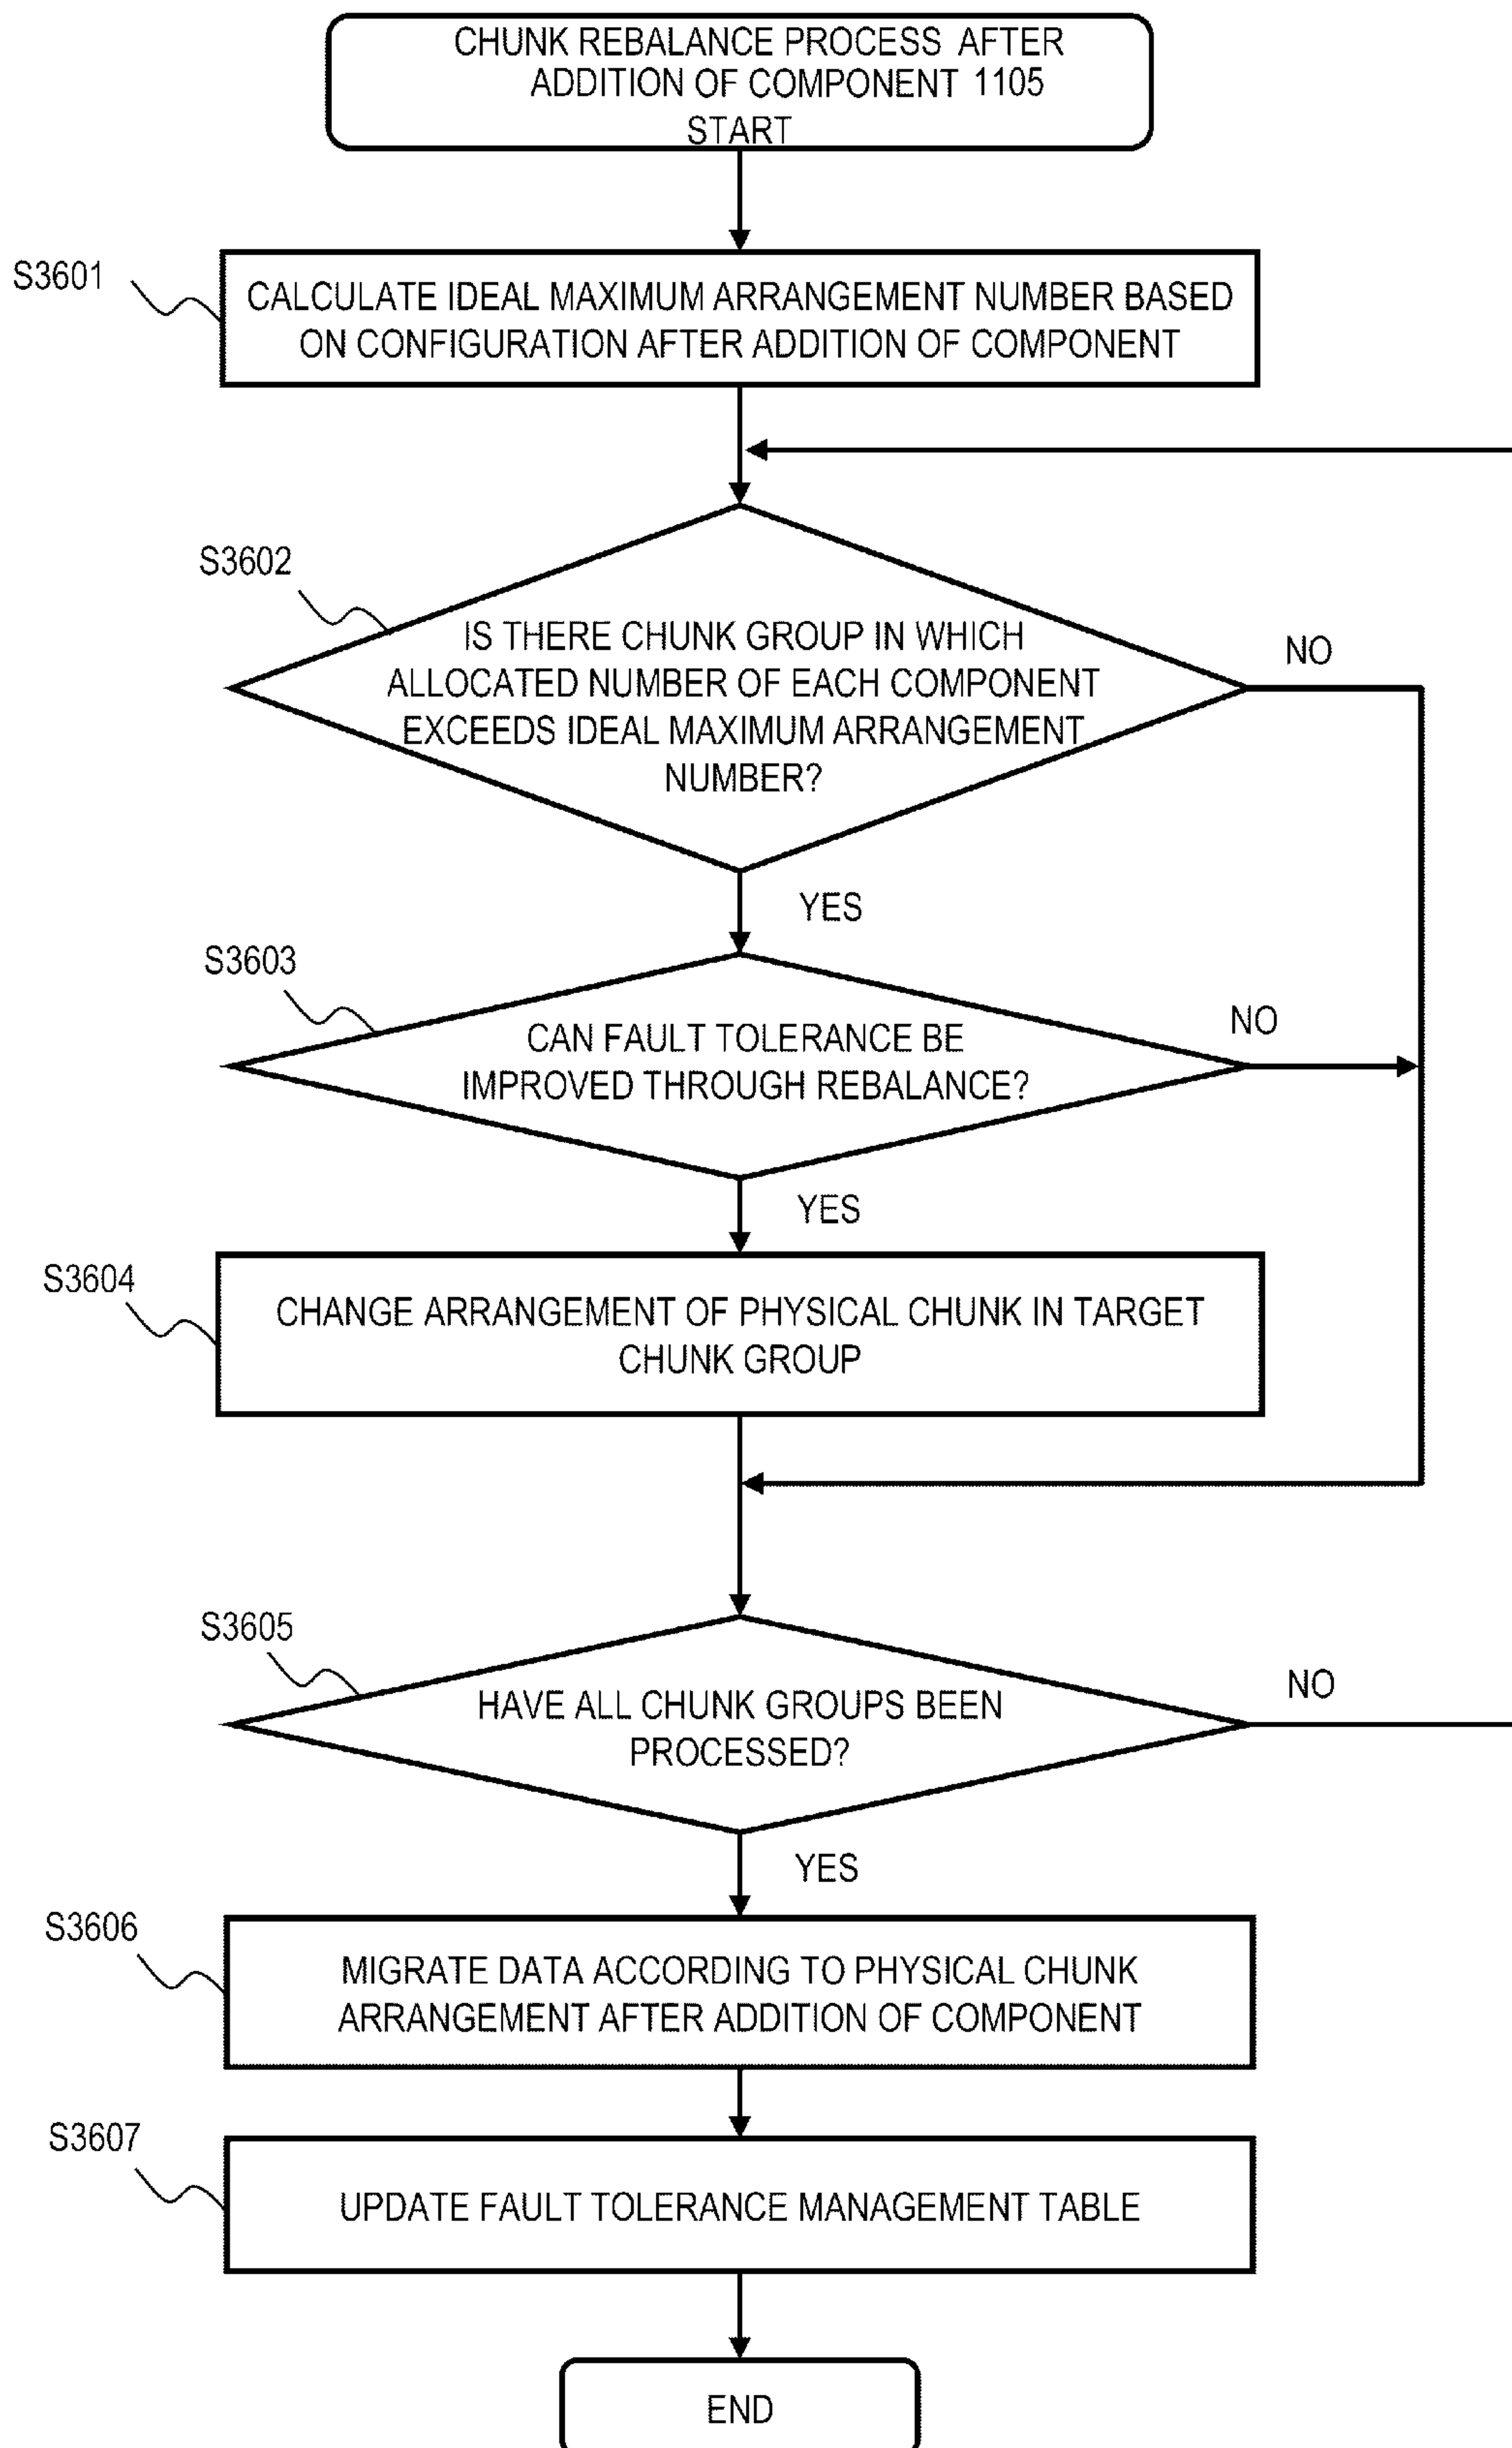 CHUNK REBALANCE PROCESS AFTER
ADDITION OF COMPONENT 1105
START
S3601
CALCULATE IDEAL MAXIMUM ARRANGEMENT NUMBER BASED
ON CONFIGURATION AFTER ADDITION OF COMPONENT
S3602
IS THERE CHUNK GROUP IN WHICH
ALLOCATED NUMBER OF EACH COMPONENT
EXCEEDS IDEAL MAXIMUM ARRANGEMENT
NUMBER?
NO
YES
S3603
CAN FAULT TOLERANCE BE
IMPROVED THROUGH REBALANCE?
NO
YES
S3604
CHANGE ARRANGEMENT OF PHYSICAL CHUNK IN TARGET
CHUNK GROUP
S3605
HAVE ALL CHUNK GROUPS BEEN
PROCESSED?
NO
YES
S3606
MIGRATE DATA ACCORDING TO PHYSICAL CHUNK
ARRANGEMENT AFTER ADDITION OF COMPONENT
S3607
UPDATE FAULT TOLERANCE MANAGEMENT TABLE
END